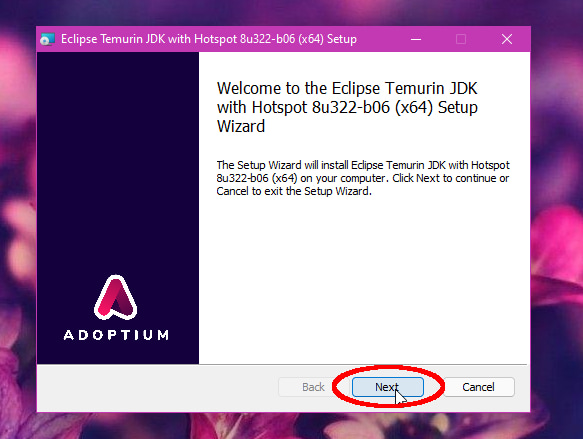 Eclipse Temurin JDK with Hotspot 8u322-b06 (x64) Setup
Welcome to the Eclipse Temurin JDK
with Hotspot 8u322-b06 (x64) Setup
Wizard
The Setup Wizard will install Eclipse Temurin JDK with Hotspot
8u322-b06 (x64) on your computer. Click Next to continue or
Cancel to exit the Setup Wizard.
ADOPTIUM
Back Next Cancel